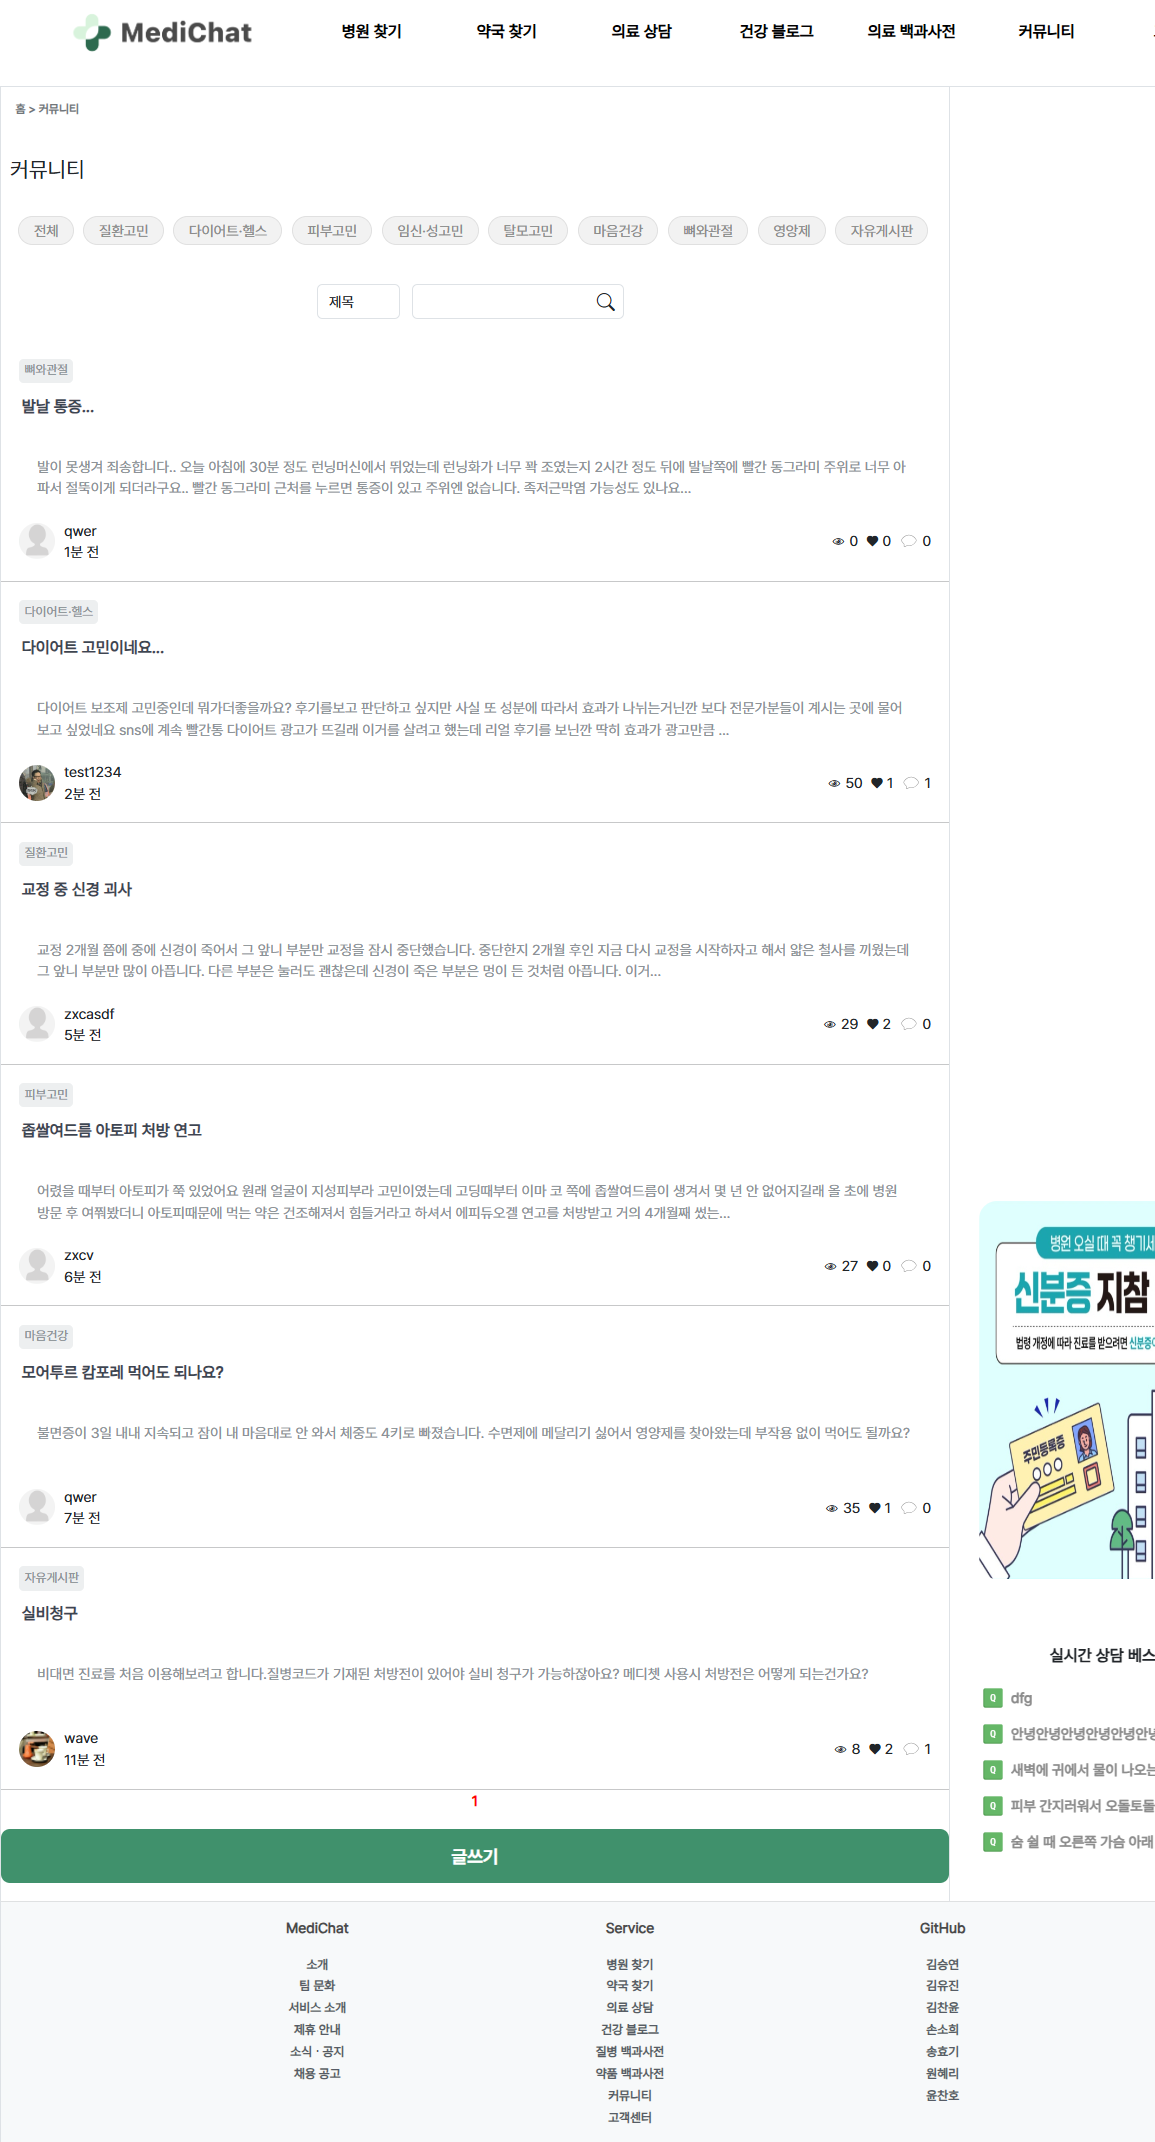 MediChat
병원 찾기
약국 찾기
의료 상담
건강 블로그
의료 백과사전
커뮤니티
홈 > 커뮤니티
커뮤니티
전체
질환고민
다이어트·헬스
피부고민
임신·성고민
탈모고민
마음건강
뼈와관절
영양제
자유게시판
제목
뼈와관절
발날 통증...
발이 못생겨 죄송합니다.. 오늘 아침에 30분 정도 런닝머신에서 뛰었는데 런닝화가 너무 꽉 조였는지 2시간 정도 뒤에 발날쪽에 빨간 동그라미 주위로 너무 아
파서 절뚝이게 되더라구요.. 빨간 동그라미 근처를 누르면 통증이 있고 주위엔 없습니다. 족저근막염 가능성도 있나요...
qwer
1분 전
0 0 0
다이어트·헬스
다이어트 고민이네요...
다이어트 보조제 고민중인데 뭐가더좋을까요? 후기를보고 판단하고 싶지만 사실 또 성분에 따라서 효과가 나뉘는거닌깐 보다 전문가분들이 계시는 곳에 물어
보고 싶었네요 sns에 계속 빨간통 다이어트 광고가 뜨길래 이거를 살려고 했는데 리얼 후기를 보닌깐 딱히 효과가 광고만큼 ...
test1234
2분 전
50 1 1
질환고민
교정 중 신경 괴사
교정 2개월 쯤에 중에 신경이 죽어서 그 앞니 부분만 교정을 잠시 중단했습니다. 중단한지 2개월 후인 지금 다시 교정을 시작하자고 해서 얇은 철사를 끼웠는데
그 앞니 부분만 많이 아픕니다. 다른 부분은 눌러도 괜찮은데 신경이 죽은 부분은 멍이 든 것처럼 아픕니다. 이거...
zxcasdf
5분 전
29 2 0
피부고민
좁쌀여드름 아토피 처방 연고
어렸을 때부터 아토피가 쭉 있었어요 원래 얼굴이 지성피부라 고민이였는데 고딩때부터 이마 코 쪽에 좁쌀여드름이 생겨서 몇 년 안 없어지길래 올 초에 병원
방문 후 여쭤봤더니 아토피때문에 먹는 약은 건조해져서 힘들거라고 하셔서 에피듀오겔 연고를 처방받고 거의 4개월째 썼는...
zxcv
6분 전
27 0 0
마음건강
모어투르 캄포레 먹어도 되나요?
불면증이 3일 내내 지속되고 잠이 내 마음대로 안 와서 체중도 4키로 빠졌습니다. 수면제에 메달리기 싫어서 영양제를 찾아왔는데 부작용 없이 먹어도 될까요?
qwer
7분 전
35 1 0
자유게시판
실비청구
비대면 진료를 처음 이용해보려고 합니다.질병코드가 기재된 처방전이 있어야 실비 청구가 가능하잖아요? 메디쳇 사용시 처방전은 어떻게 되는건가요?
wave
11분 전
8 2 1
1
글쓰기
병원 오실 때 꼭 챙기세
신분증 지참
법령 개정에 따라 진료를 받으려면 신분증이
주민등록증
실시간 상담 베스
Q dfg
Q 안녕안녕안녕안녕안녕안녕
Q 새벽에 귀에서 물이 나오는
Q 피부 간지러워서 오돌토돌
Q 숨 쉴 때 오른쪽 가슴 아래
MediChat
소개
팀 문화
서비스 소개
제휴 안내
소식 · 공지
채용 공고
Service
병원 찾기
약국 찾기
의료 상담
건강 블로그
질병 백과사전
약품 백과사전
커뮤니티
고객센터
GitHub
김승연
김유진
김찬윤
손소희
송효기
원혜리
윤찬호